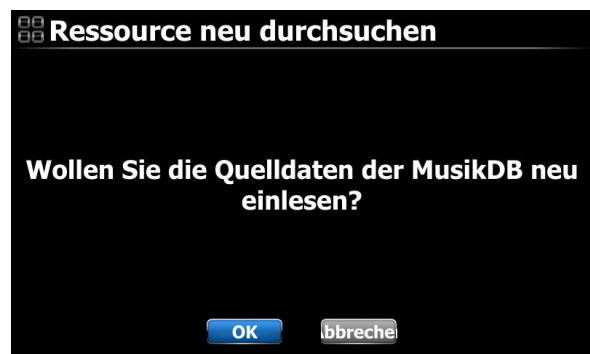 Ressource neu durchsuchen
Wollen Sie die Quelldaten der MusikDB neu
einlesen?
OK
bbreche